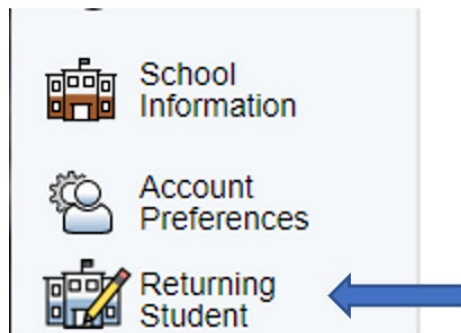 School
Information
Account
Preferences
Returning
Student